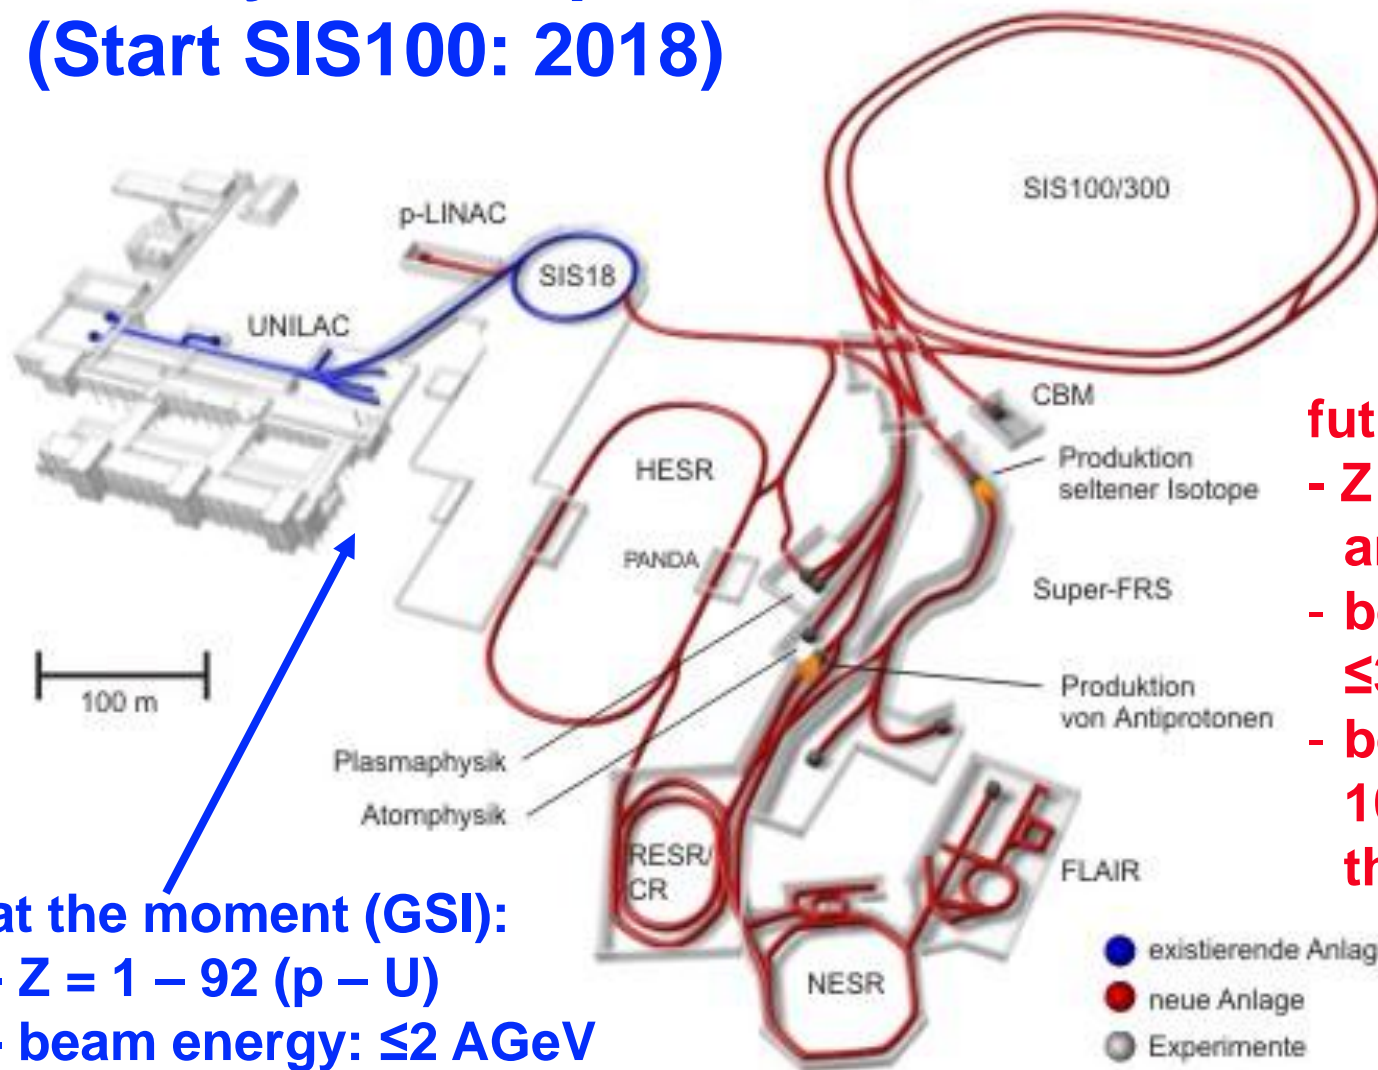 (Start SIS100: 2018)
SIS100/300
p-LINAC
SIS18
UNILAC
CBM
HESR
Produktion
seltener Isotope
PANDA
Super-FRS
100 m
Produktion
von Antiprotonen
Plasmaphysik
Atomphysik
RESR/
CR
FLAIR
NESR
at the moment (GSI):
- Z = 1 – 92 (p – U)
- beam energy: ≤2 AGeV
existierende Anlag
neue Anlage
Experimente
fut
- Z
- b